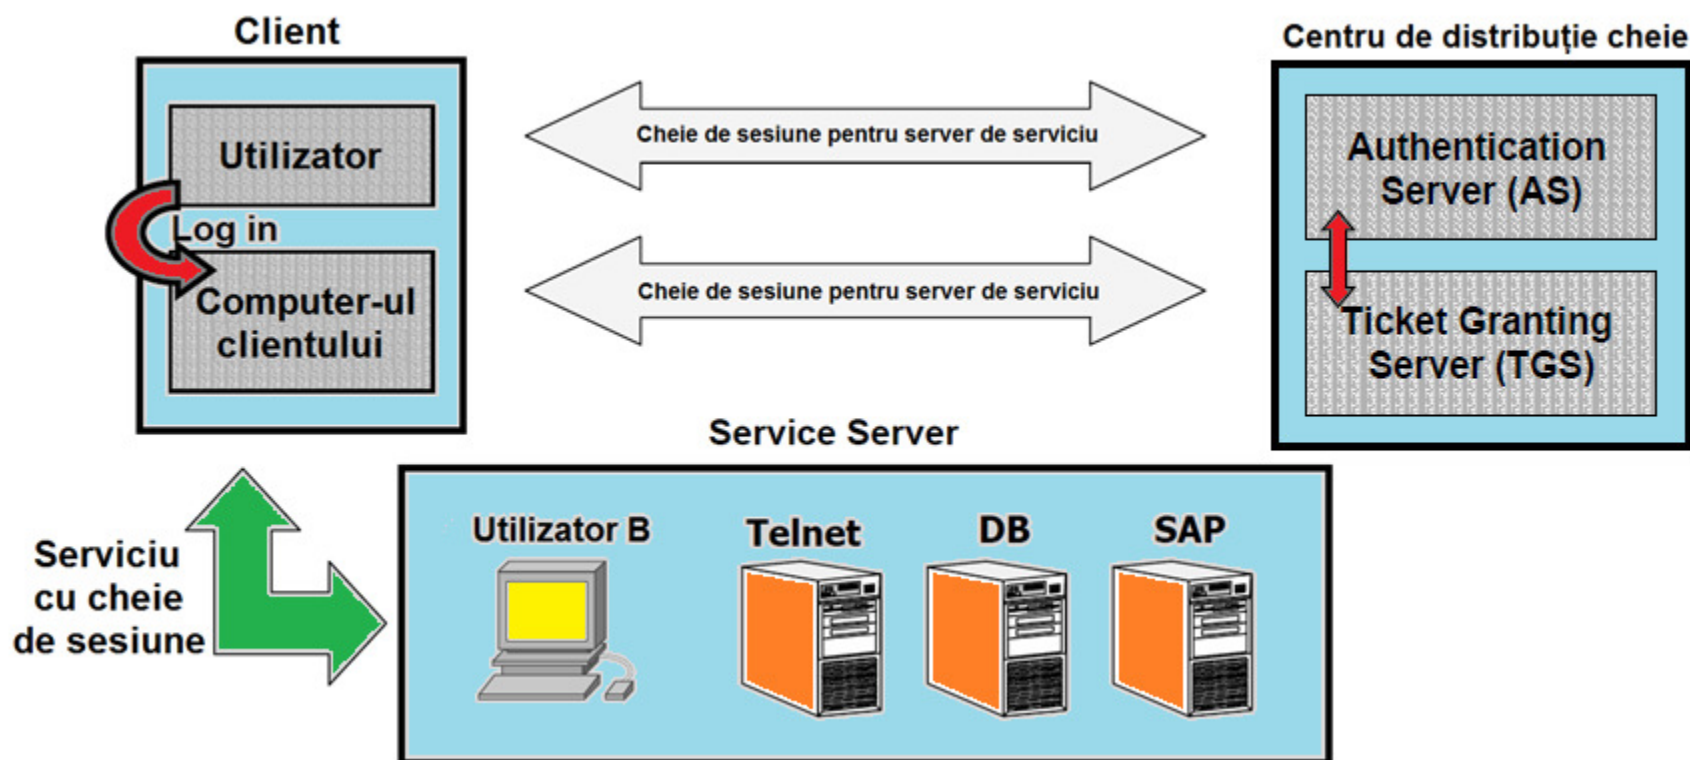 Client
Centru de distribuție cheie
Utilizator
Log in
Computer-ul
clientului
Cheie de sesiune pentru server de serviciu
Cheie de sesiune pentru server de serviciu
Authentication
Server (AS)
Ticket Granting
Server (TGS)
Service Server
Serviciu
cu cheie
de sesiune
Utilizator B
Telnet
DB
SAP